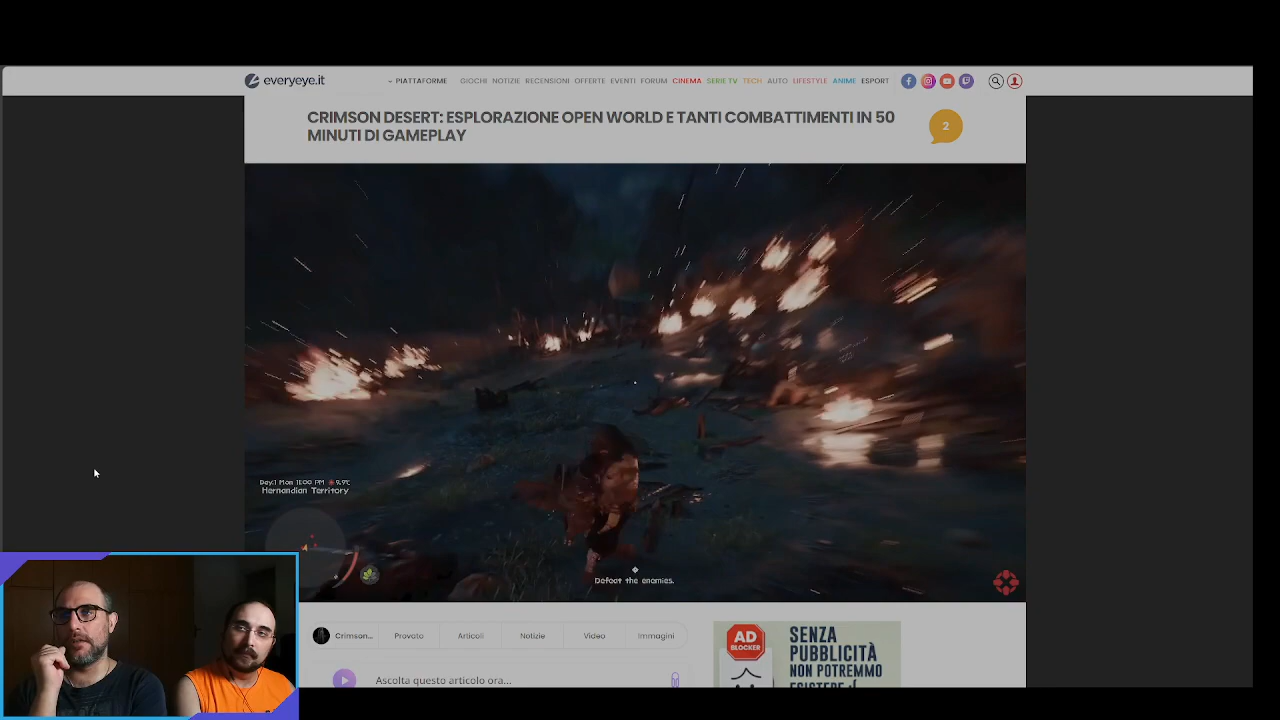 everyeye.it
PIATTAFORME GIOCHI NOTIZIE RECENSIONI OFFERTE EVENTI FORUM CINEMA SERIE TV TECH AUTO LIFESTYLE ANIME ESPORT
CRIMSON DESERT: ESPLORAZIONE OPEN WORLD E TANTI COMBATTIMENTI IN 50
MINUTI DI GAMEPLAY
2
Hernandian Territory
Defeat the enemies.
Crimson... Provato Articoli Notizie Video Immagini
Ascolta questo articolo ora...
AD
BLOCKER
SENZA
PUBBLICITÀ
NON POTREMMO
ESISTERE